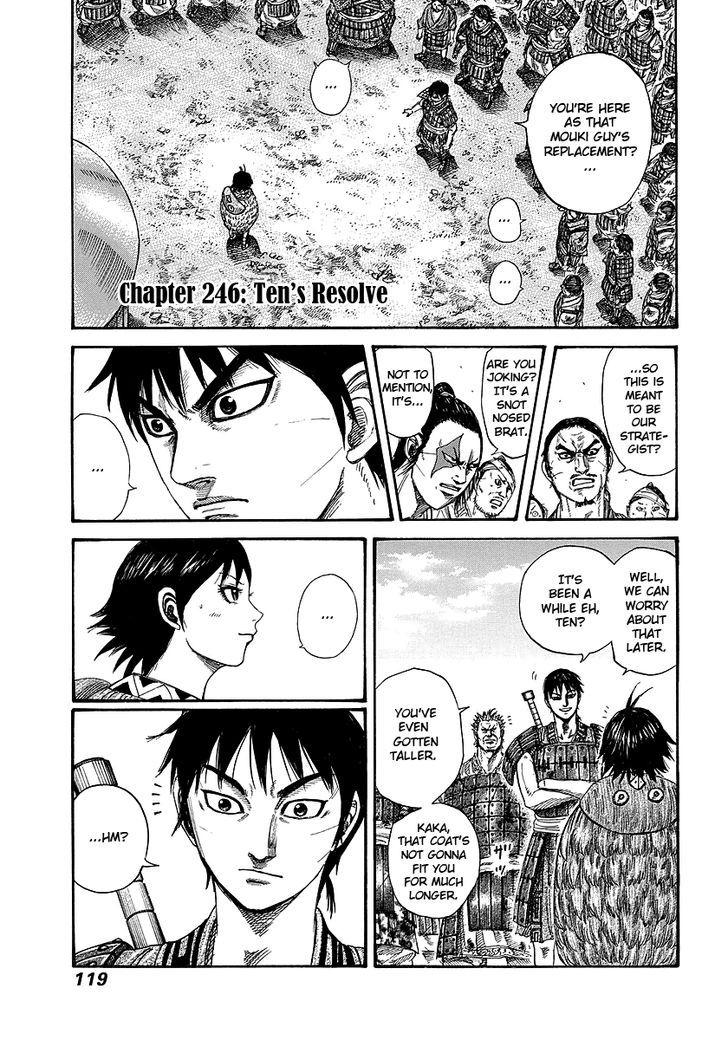 YOU'RE HERE
AS THAT
MOUKI GUY'S
REPLACEMENT?
...
...
...
...
Chapter 246: Ten's Resolve
...SO
THIS IS
MEANT
TO BE
OUR
STRATE-
GIST?
ARE YOU
JOKING?
IT'S A
SNOT
NOSED
BRAT.
NOT TO
MENTION,
IT'S...
...
WELL,
WE CAN
WORRY
ABOUT
THAT
LATER.
IT'S
BEEN A
WHILE EH,
TEN?
YOU'VE
EVEN
GOTTEN
TALLER.
KAKA,
THAT COAT'S
NOT GONNA
FIT YOU
FOR MUCH
LONGER.
ザッ
...
...HM?
119